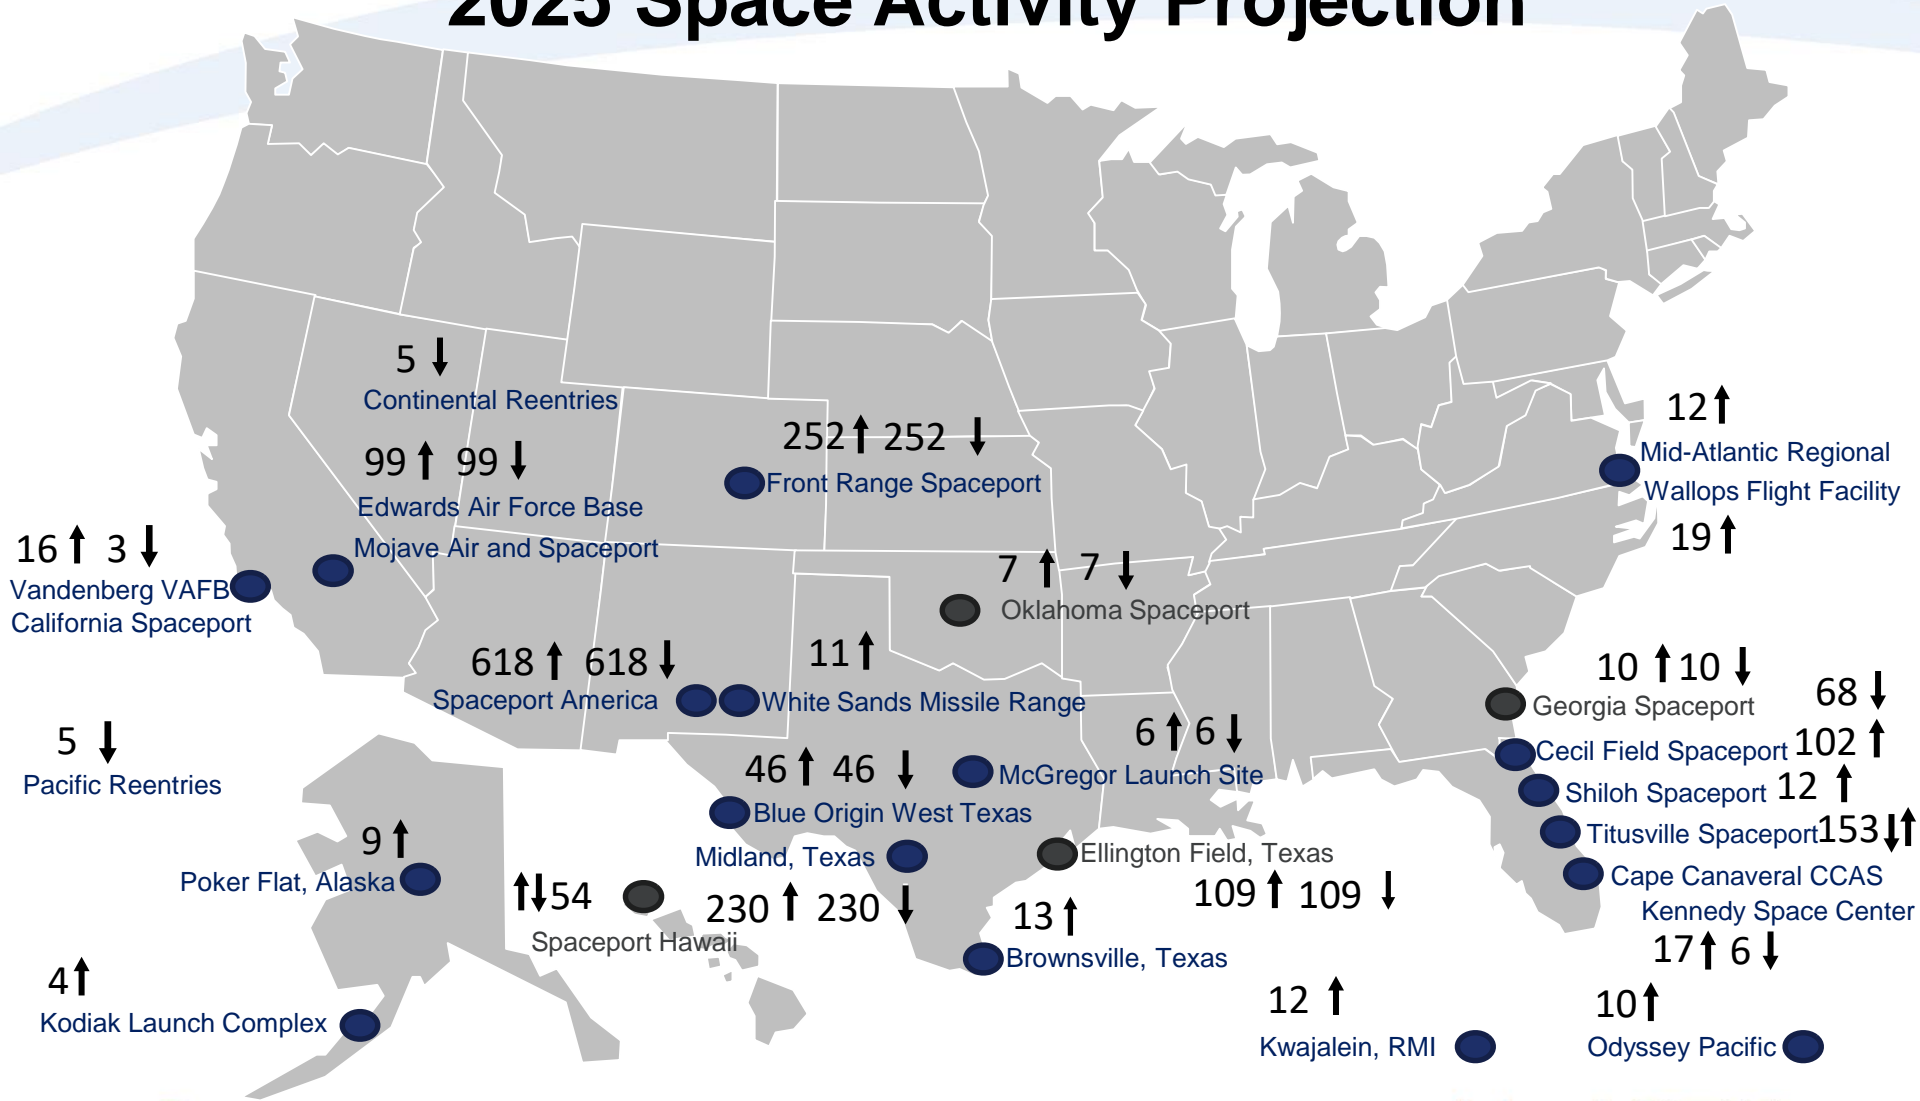 2025 Space Activity Projection
5 ↓
Continental Reentries
99 ↑ 99 ↓
Edwards Air Force Base
Mojave Air and Spaceport
252 ↑ 252 ↓
Front Range Spaceport
12 ↑
Mid-Atlantic Regional
Wallops Flight Facility
19 ↑
16 ↑ 3 ↓
Vandenberg VAFB
California Spaceport
7 ↑ 7 ↓
Oklahoma Spaceport
618 ↑ 618 ↓
Spaceport America
11 ↑
White Sands Missile Range
10 ↑ 10 ↓
Georgia Spaceport
68 ↓
Cecil Field Spaceport 102 ↑
Shiloh Spaceport 12 ↑
Titusville Spaceport 153 ↓↑
Cape Canaveral CCAS
Kennedy Space Center
17 ↑ 6 ↓
5 ↓
Pacific Reentries
6 ↑ 6 ↓
McGregor Launch Site
46 ↑ 46 ↓
Blue Origin West Texas
Midland, Texas
230 ↑ 230 ↓
Ellington Field, Texas
109 ↑ 109 ↓
9 ↑
Poker Flat, Alaska
↑↓ 54
Spaceport Hawaii
13 ↑
Brownsville, Texas
4 ↑
Kodiak Launch Complex
12 ↑
Kwajalein, RMI
10 ↑
Odyssey Pacific